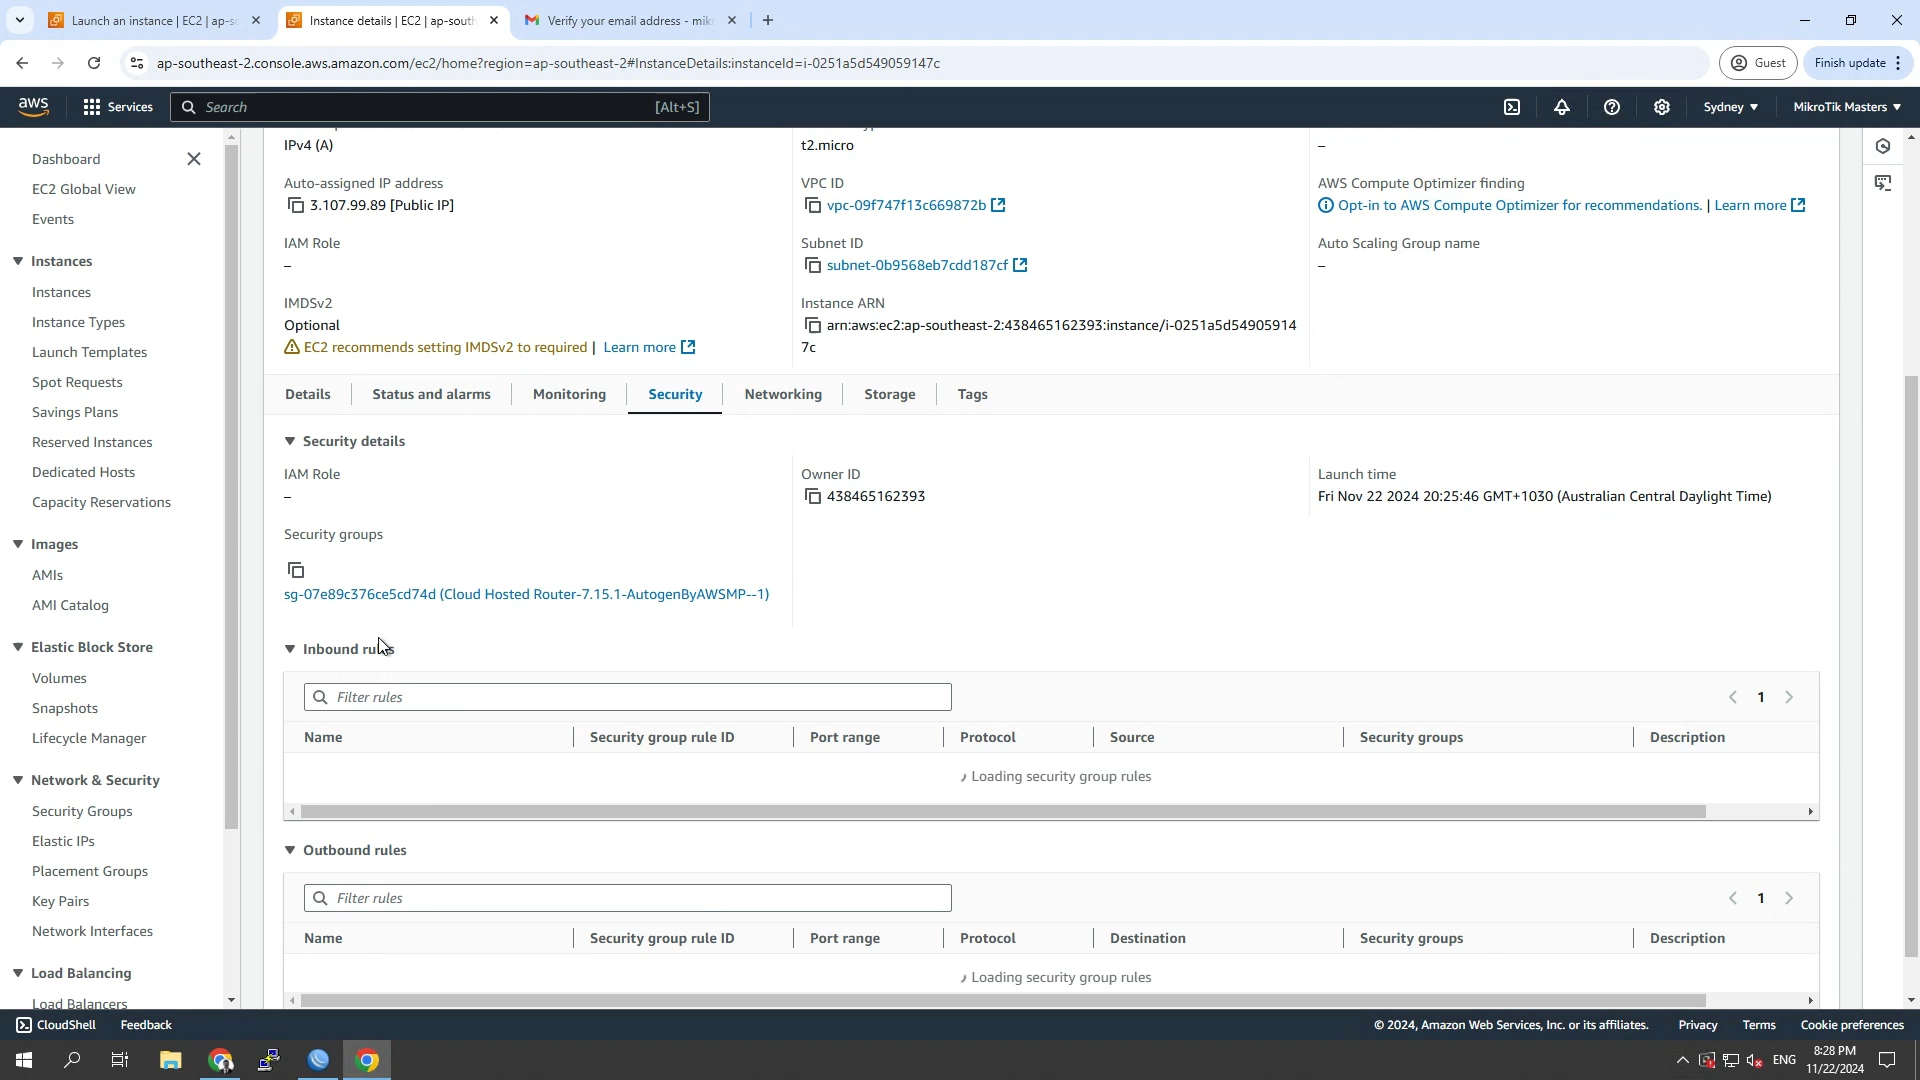 Launch an instance | EC2 | ap-so
Instance details | EC2 | ap-south
Verify your email address - mik
ap-southeast-2.console.aws.amazon.com/ec2/home?region=ap-southeast-2#InstanceDetails:instanceId=i-0251a5d549059147c
Guest
Finish update
aws
Services
Search
[Alt+S]
Sydney
MikroTik Masters
Dashboard
EC2 Global View
Events
Instances
Instances
Instance Types
Launch Templates
Spot Requests
Savings Plans
Reserved Instances
Dedicated Hosts
Capacity Reservations
Images
AMIs
AMI Catalog
Elastic Block Store
Volumes
Snapshots
Lifecycle Manager
Network & Security
Security Groups
Elastic IPs
Placement Groups
Key Pairs
Network Interfaces
Load Balancing
Load Balancers
IPv4 (A)
t2.micro
–
Auto-assigned IP address
3.107.99.89 [Public IP]
VPC ID
vpc-09f747f13c669872b
AWS Compute Optimizer finding
Opt-in to AWS Compute Optimizer for recommendations. | Learn more
IAM Role
–
Subnet ID
subnet-0b9568eb7cdd187cf
Auto Scaling Group name
–
IMDSv2
Optional
EC2 recommends setting IMDSv2 to required | Learn more
Instance ARN
arn:aws:ec2:ap-southeast-2:438465162393:instance/i-0251a5d54905914
7c
Details
Status and alarms
Monitoring
Security
Networking
Storage
Tags
Security details
IAM Role
–
Owner ID
438465162393
Launch time
Fri Nov 22 2024 20:25:46 GMT+1030 (Australian Central Daylight Time)
Security groups
sg-07e89c376ce5cd74d (Cloud Hosted Router-7.15.1-AutogenByAWSMP--1)
Inbound rules
Filter rules
1
Name
Security group rule ID
Port range
Protocol
Source
Security groups
Description
Loading security group rules
Outbound rules
Filter rules
1
Name
Security group rule ID
Port range
Protocol
Destination
Security groups
Description
Loading security group rules
CloudShell
Feedback
© 2024, Amazon Web Services, Inc. or its affiliates.
Privacy
Terms
Cookie preferences
ENG
8:28 PM
11/22/2024